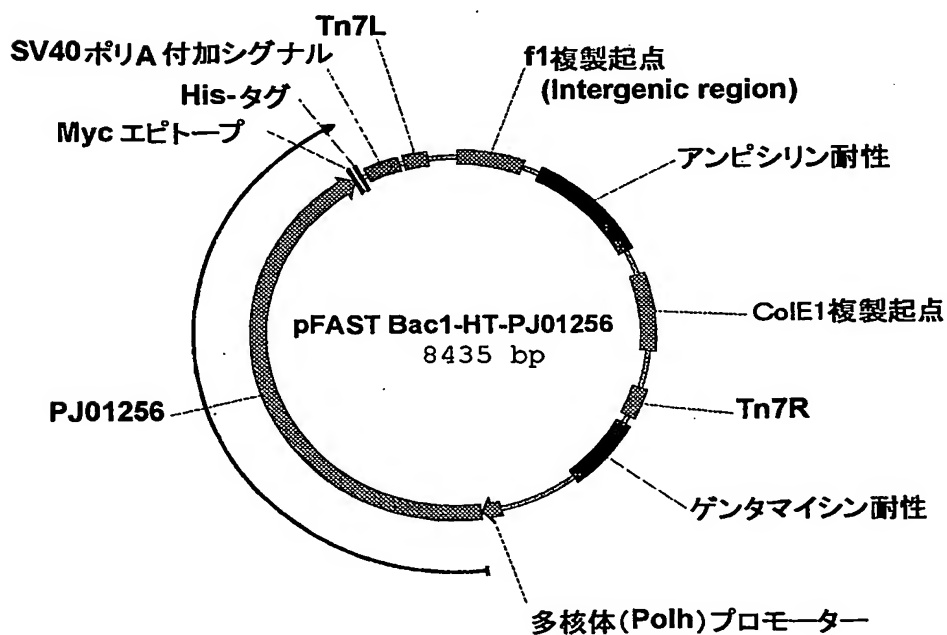 Tn7L
SV40ポリA付加シグナル
f1複製起点
(Intergenic region)
His-タグ
Mycエピトープ
アンピシリン耐性
pFAST Bac1-HT-PJ01256
8435 bp
ColE1複製起点
PJ01256
Tn7R
ゲンタマイシン耐性
多核体(Polh)プロモーター